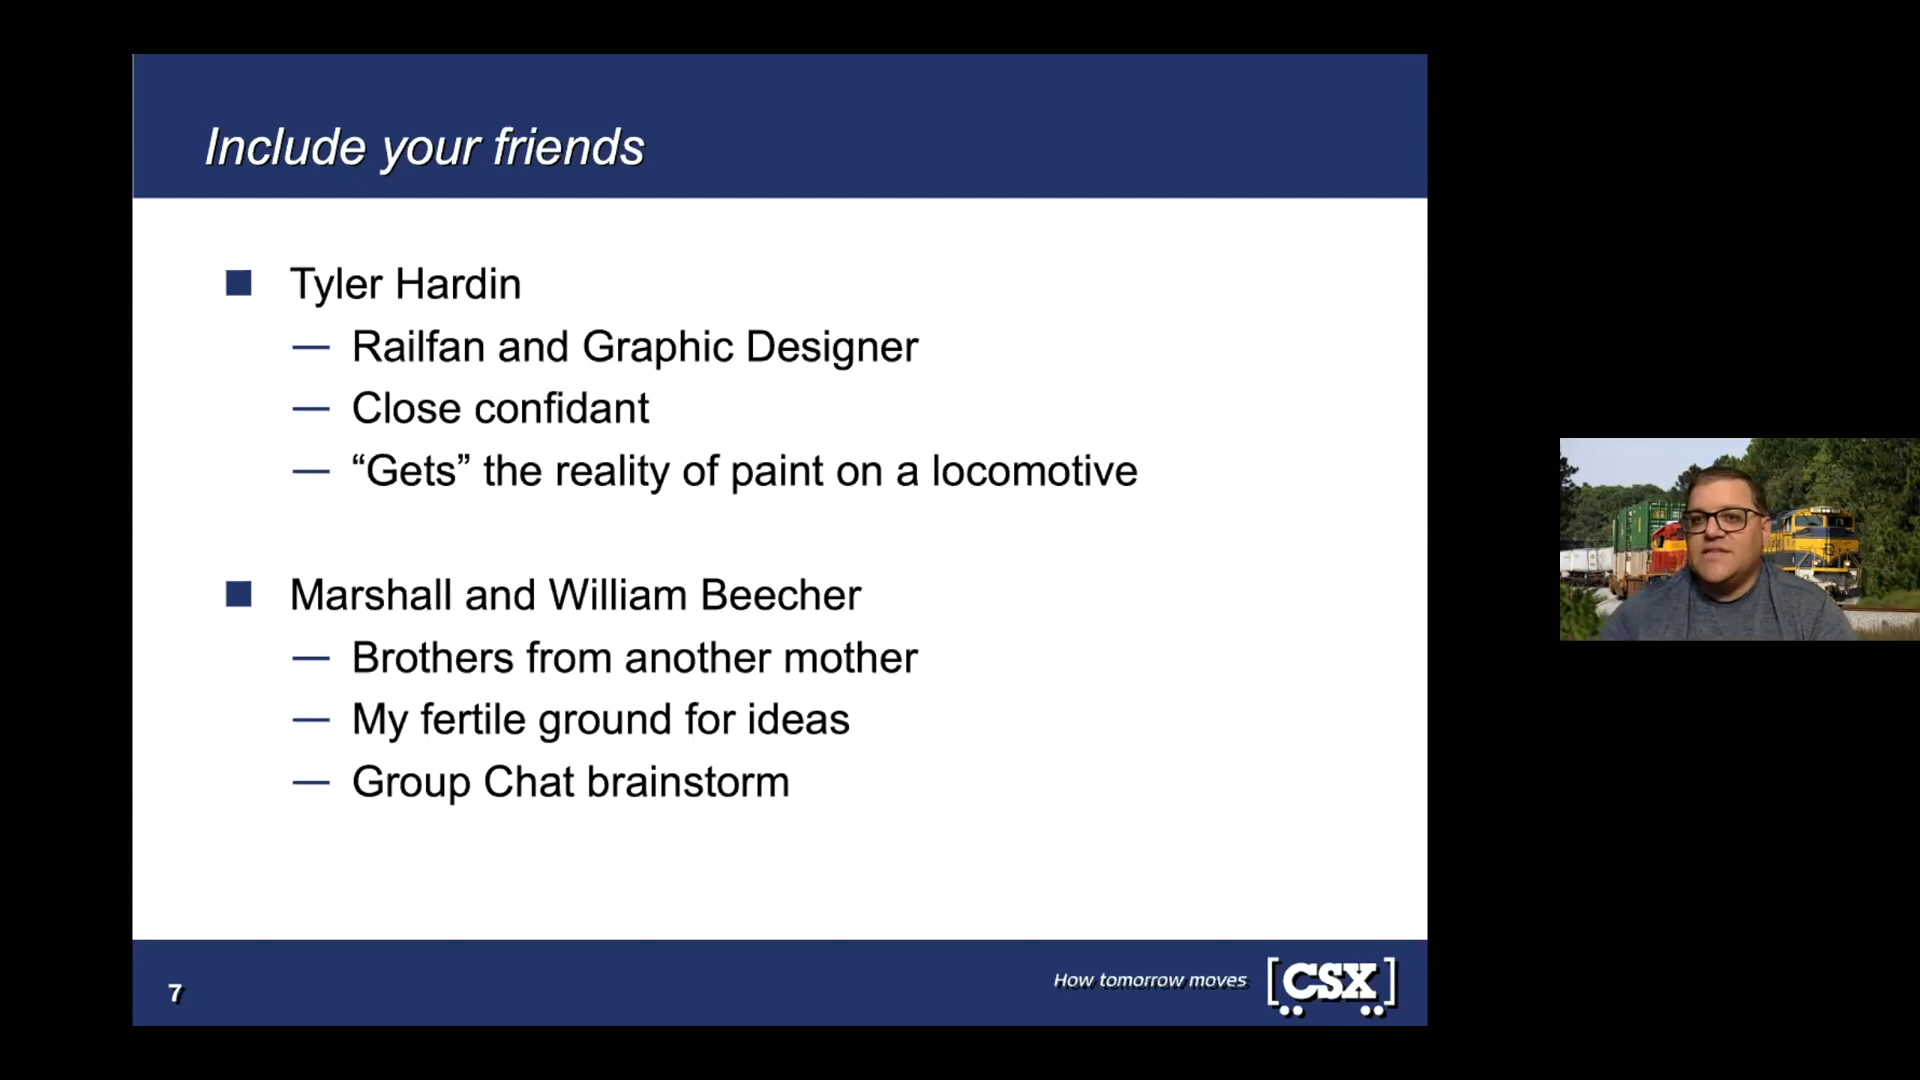 Include your friends
Tyler Hardin
— Railfan and Graphic Designer
— Close confidant
— “Gets” the reality of paint on a locomotive
Marshall and William Beecher
— Brothers from another mother
— My fertile ground for ideas
— Group Chat brainstorm
7
How tomorrow moves
[CSX]